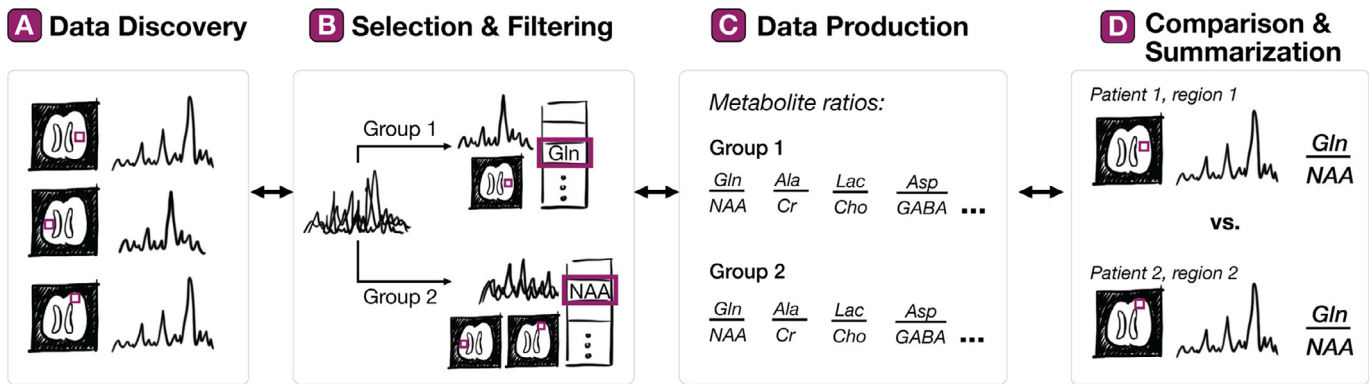 A Data Discovery
B Selection & Filtering
Group 1
Gln
Group 2
NAA
C Data Production
Metabolite ratios:
Group 1
Gln Ala Lac Asp
NAA Cr Cho GABA ...
Group 2
Gln Ala Lac Asp
NAA Cr Cho GABA ...
D Comparison &
Summarization
Patient 1, region 1
Gln
NAA
vs.
Patient 2, region 2
Gln
NAA